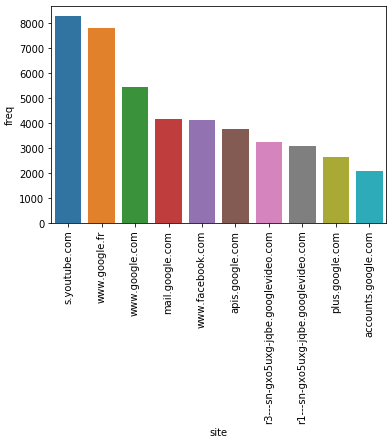 8000
7000
6000
5000
4000
3000
2000
1000
0
freq
s.youtube.com
www.google.fr
www.google.com
mail.google.com
www.facebook.com
apis.google.com
r3---sn-gxo5uxg-jqbe.googlevideo.com
r1---sn-gxo5uxg-jqbe.googlevideo.com
plus.google.com
accounts.google.com
site